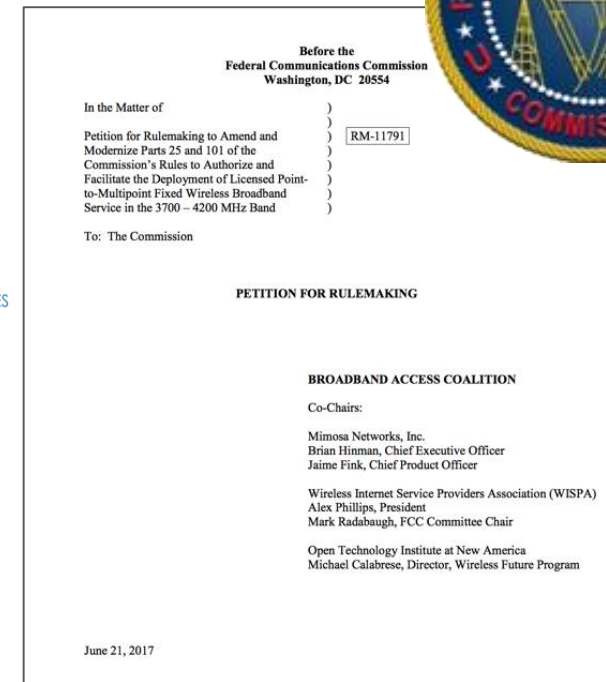 Before the
Federal Communications Commission
Washington, DC 20554
In the Matter of )
)
Petition for Rulemaking to Amend and ) RM-11791
Modernize Parts 25 and 101 of the )
Commission's Rules to Authorize and )
Facilitate the Deployment of Licensed Point- )
to-Multipoint Fixed Wireless Broadband )
Service in the 3700 – 4200 MHz Band )
To: The Commission
PETITION FOR RULEMAKING
BROADBAND ACCESS COALITION
Co-Chairs:
Mimosa Networks, Inc.
Brian Hinman, Chief Executive Officer
Jaime Fink, Chief Product Officer
Wireless Internet Service Providers Association (WISPA)
Alex Phillips, President
Mark Radabaugh, FCC Committee Chair
Open Technology Institute at New America
Michael Calabrese, Director, Wireless Future Program
June 21, 2017